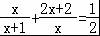 x/(x+1) + (2x+2)/x = 1/2